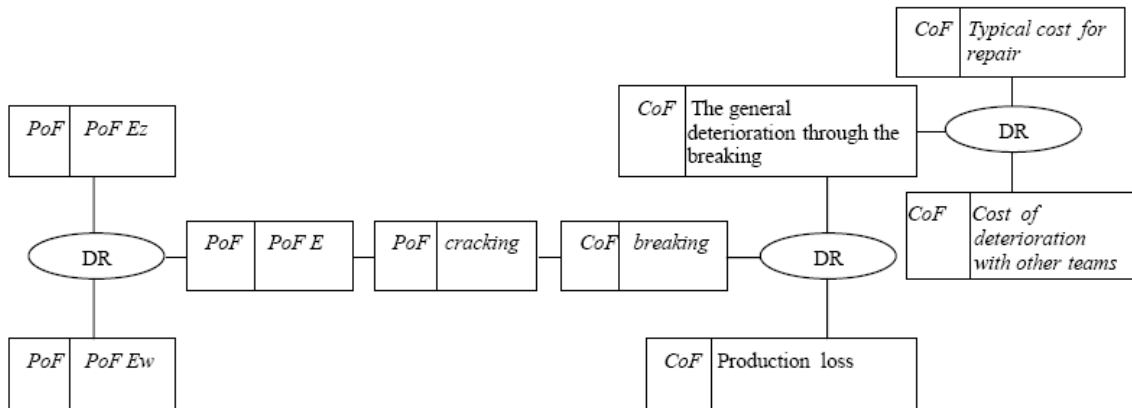 CoF Typical cost for
repair
CoF The general
deterioration through the
breaking
DR
PoF PoF Ez
CoF Cost of
deterioration
with other teams
DR
PoF PoF E
PoF cracking
CoF breaking
DR
PoF PoF Ew
CoF Production loss